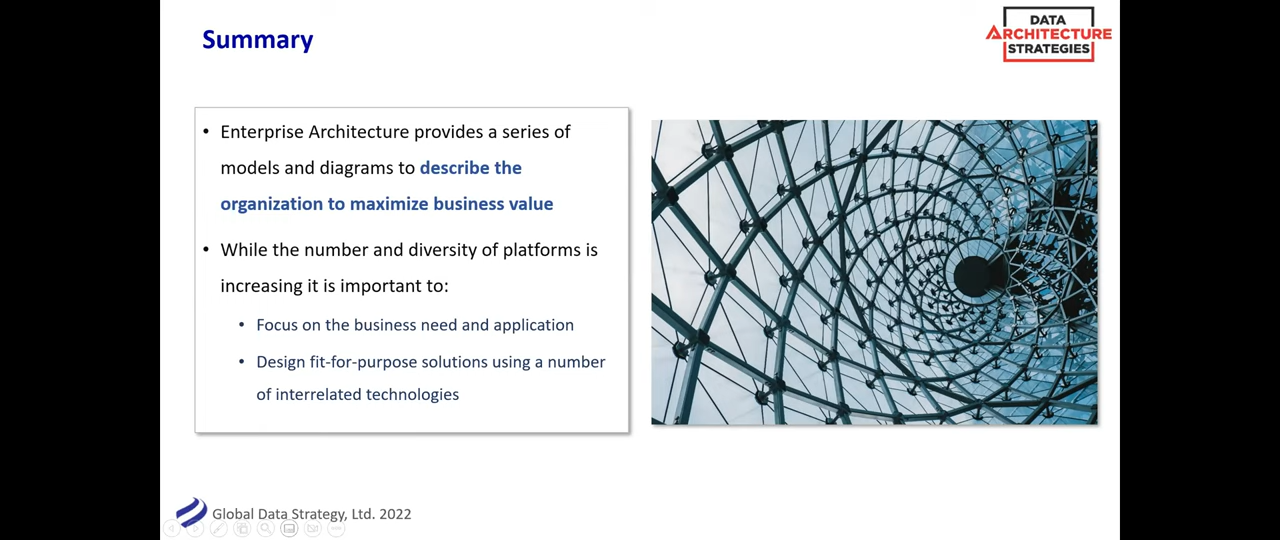 Summary
DATA
ARCHITECTURE
STRATEGIES
• Enterprise Architecture provides a series of
models and diagrams to describe the
organization to maximize business value
• While the number and diversity of platforms is
increasing it is important to:
• Focus on the business need and application
• Design fit-for-purpose solutions using a number
of interrelated technologies
Global Data Strategy, Ltd. 2022